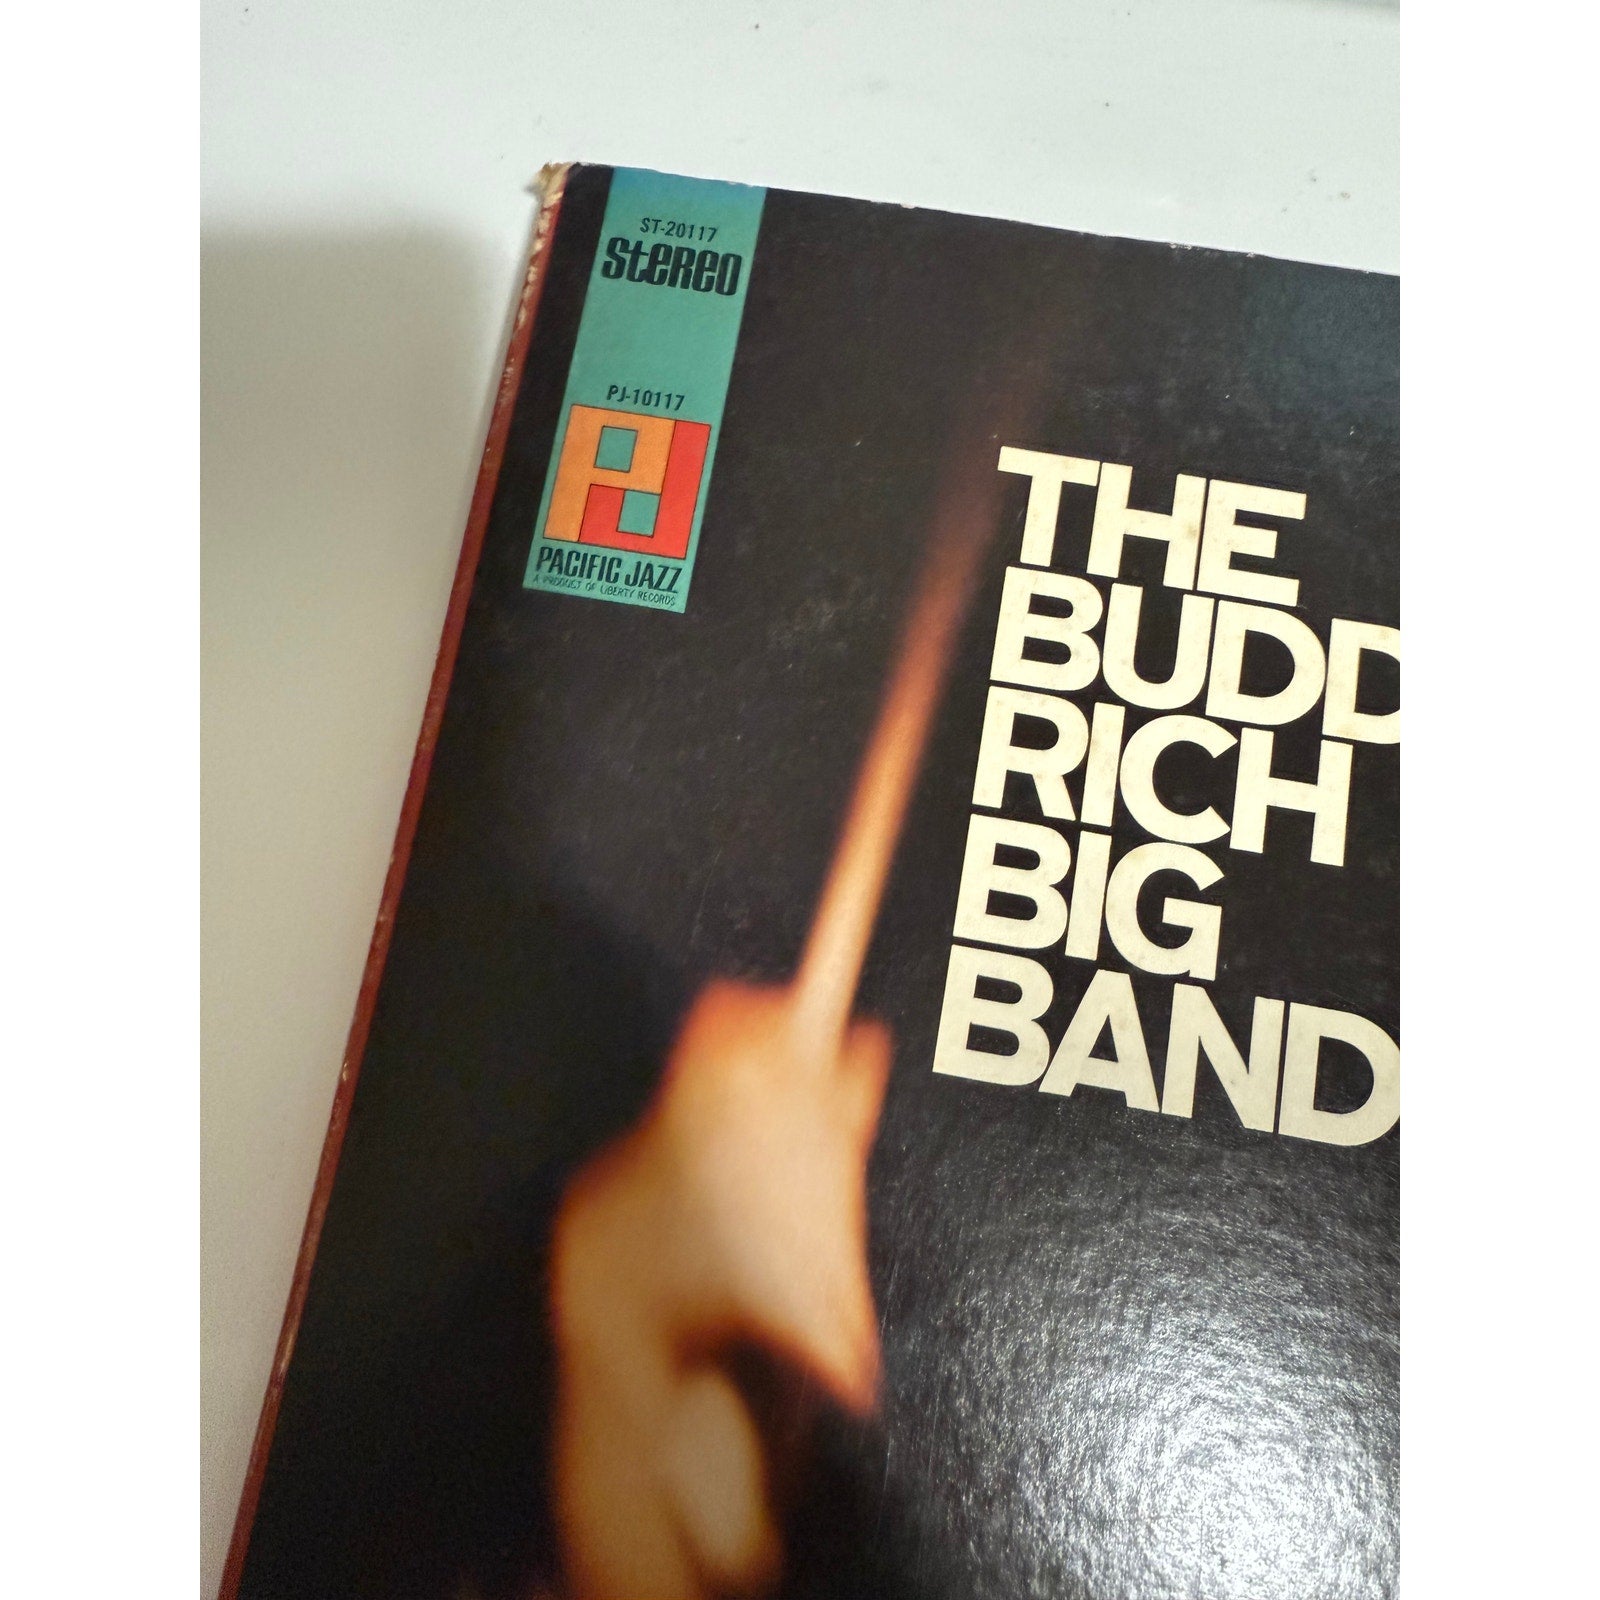 ST-20117
Stereo
PJ-10117
PJ
PACIFIC JAZZ
A PRODUCT OF LIBERTY RECORDS
THE
BUDD
RICH
BIG
BAND